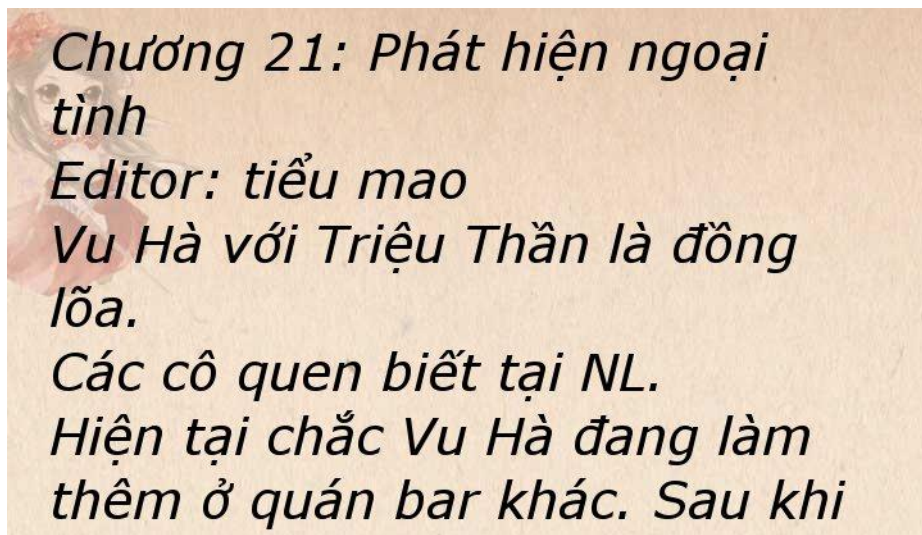 Chương 21: Phát hiện ngoại
tình
Editor: tiểu mao
Vu Hà với Triệu Thần là đồng
lõa.
Các cô quen biết tại NL.
Hiện tại chắc Vu Hà đang làm
thêm ở quán bar khác. Sau khi